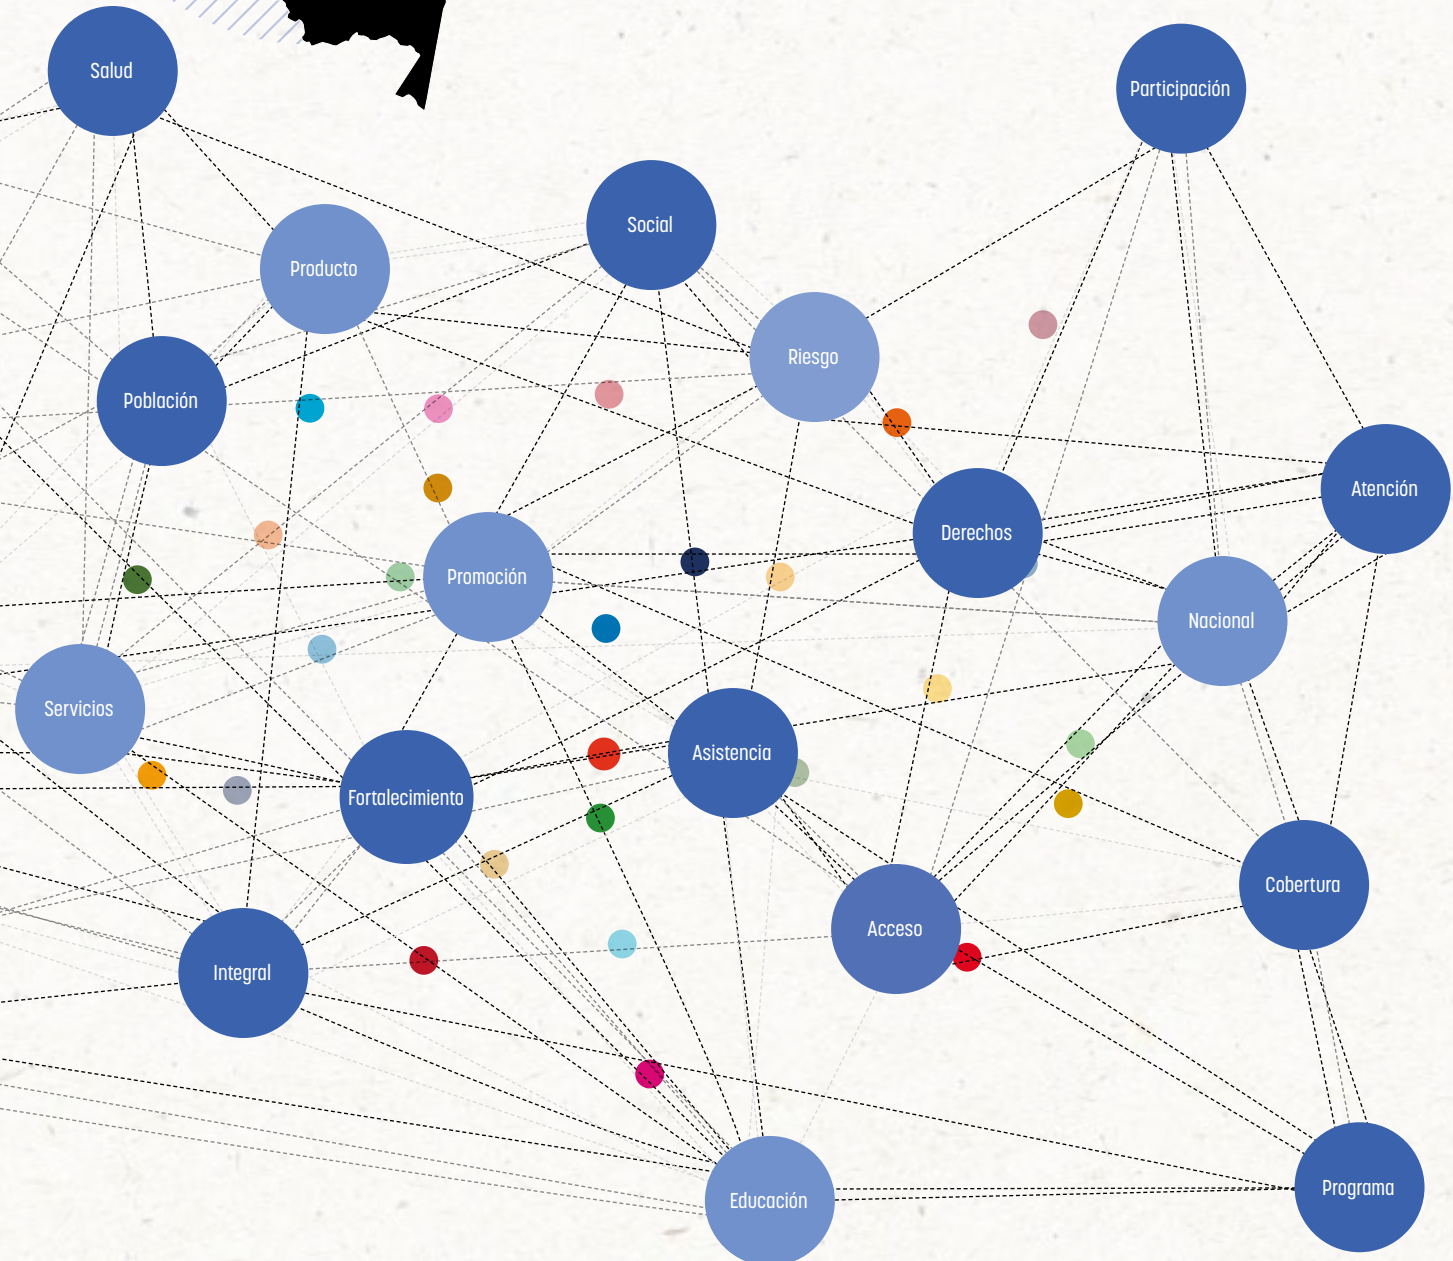 Salud
Participación
Social
Producto
Riesgo
Población
Atención
Derechos
Promoción
Nacional
Servicios
Asistencia
Fortalecimiento
Cobertura
Acceso
Integral
Programa
Educación